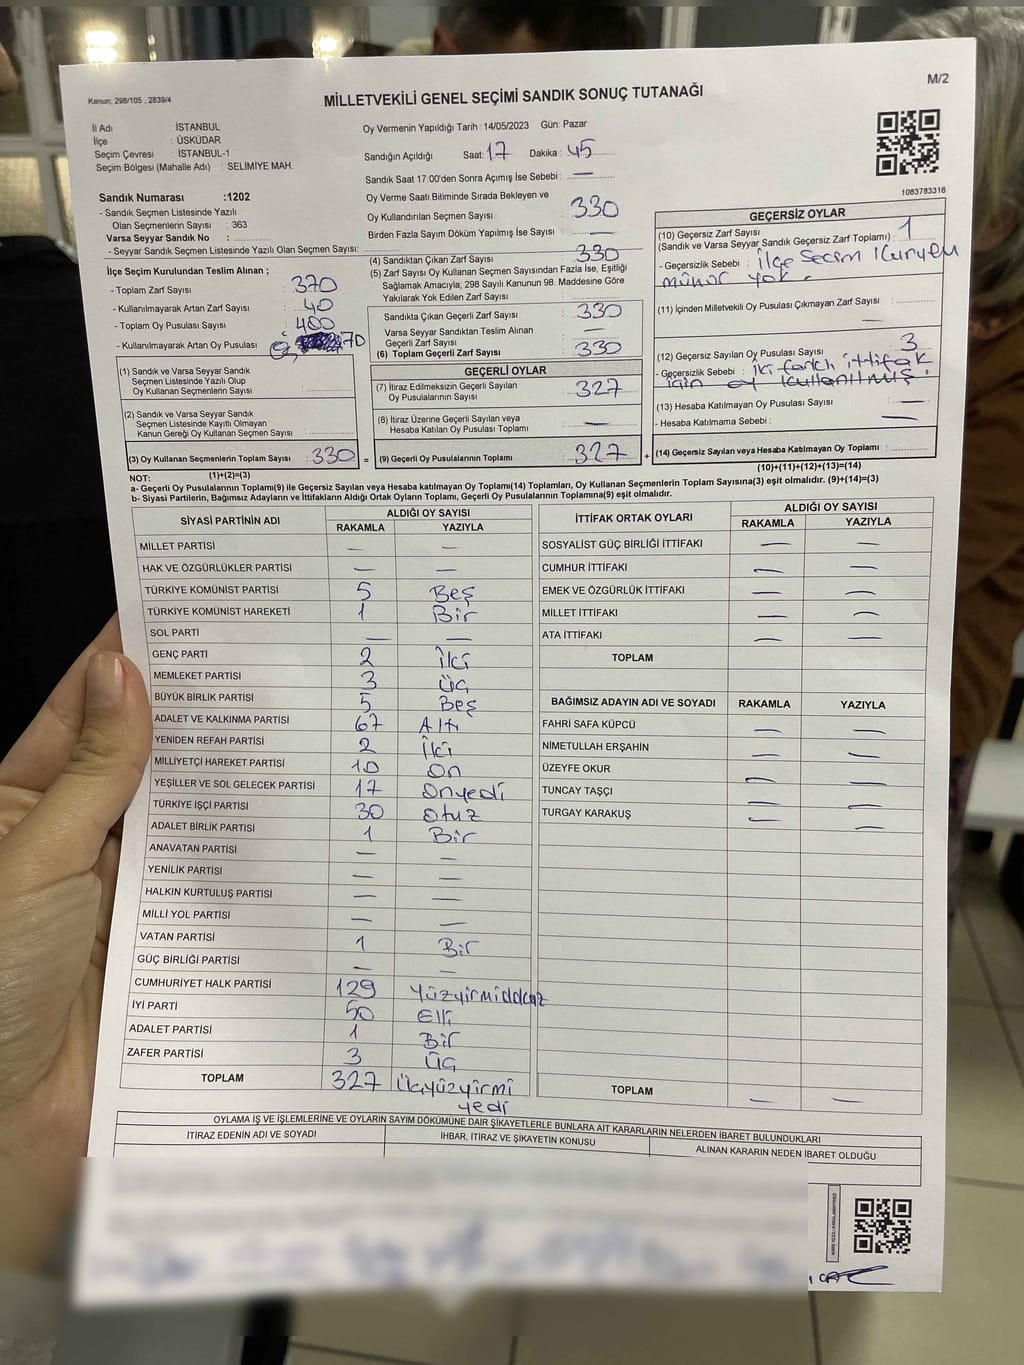 M/2
Kanun; 298/105 , 2839/4
MİLLETVEKİLİ GENEL SEÇİMİ SANDIK SONUÇ TUTANAĞI
İl Adı : İSTANBUL
İlçe : ÜSKÜDAR
Seçim Çevresi : İSTANBUL-1
Seçim Bölgesi (Mahalle Adı) : SELİMİYE MAH.
Sandık Numarası :1202
- Sandık Seçmen Listesinde Yazılı
Olan Seçmenlerin Sayısı : 363
Varsa Seyyar Sandık No :
- Seyyar Sandık Seçmen Listesinde Yazılı Olan Seçmen Sayısı:
Oy Vermenin Yapıldığı Tarih : 14/05/2023 Gün: Pazar
Sandığın Açıldığı Saat: 17 Dakika : 45
Sandık Saat 17:00'den Sonra Açımış İse Sebebi : —
Oy Verme Saati Bitiminde Sırada Bekleyen ve
Oy Kullandırılan Seçmen Sayısı : 330
Birden Fazla Sayım Döküm Yapılmış İse Sayısı : —
1083783316
İlçe Seçim Kurulundan Teslim Alınan ;
- Toplam Zarf Sayısı : 370
- Kullanılmayarak Artan Zarf Sayısı : 40
- Toplam Oy Pusulası Sayısı : 400
- Kullanılmayarak Artan Oy Pusulası : 70
(4) Sandıktan Çıkan Zarf Sayısı : 330
(5) Zarf Sayısı Oy Kullanan Seçmen Sayısından Fazla İse, Eşitliği
Sağlamak Amacıyla, 298 Sayılı Kanunun 98. Maddesine Göre
Yakılarak Yok Edilen Zarf Sayısı :
Sandıkta Çıkan Geçerli Zarf Sayısı : 330
Varsa Seyyar Sandıktan Teslim Alınan
Geçerli Zarf Sayısı : —
(6) Toplam Geçerli Zarf Sayısı : 330
GEÇERSİZ OYLAR
(10) Geçersiz Zarf Sayısı : 1
(Sandık ve Varsa Seyyar Sandık Geçersiz Zarf Toplamı)
- Geçersizlik Sebebi : İlçe Seçim
yok.
(11) İçinden Milletvekili Oy Pusulası Çıkmayan Zarf Sayısı : —
(12) Geçersiz Sayılan Oy Pusulası Sayısı : 3
- Geçersizlik Sebebi : İki farklı ittifak
için oy kullanılmış.
(13) Hesaba Katılmayan Oy Pusulası Sayısı : —
- Hesaba Katılmama Sebebi : —
(14) Geçersiz Sayılan veya Hesaba Katılmayan Oy Toplamı :
(10)+(11)+(12)+(13)=(14)
(1) Sandık ve Varsa Seyyar Sandık
Seçmen Listesinde Yazılı Olup
Oy Kullanan Seçmenlerin Sayısı :
(2) Sandık ve Varsa Seyyar Sandık
Seçmen Listesinde Kayıtlı Olmayan
Kanun Gereği Oy Kullanan Seçmen Sayısı :
(3) Oy Kullanan Seçmenlerin Toplam Sayısı : 330 =
(1)+(2)=(3)
GEÇERLİ OYLAR
(7) İtiraz Edilmeksizin Geçerli Sayılan
Oy Pusulalarının Sayısı : 327
(8) İtiraz Üzerine Geçerli Sayılan veya
Hesaba Katılan Oy Pusulası Toplamı : —
(9) Geçerli Oy Pusulalarının Toplamı : 327 +
NOT:
a- Geçerli Oy Pusulalarının Toplamı(9) ile Geçersiz Sayılan veya Hesaba Katılmayan Oy Toplamı(14) Toplamları, Oy Kullanan Seçmenlerin Toplam Sayısına(3) eşit olmalıdır. (9)+(14)=(3)
b- Siyasi Partilerin, Bağımsız Adayların ve İttifakların Aldığı Ortak Oyların Toplamı, Geçerli Oy Pusulalarının Toplamına(9) eşit olmalıdır.
SİYASİ PARTİNİN ADI ALDIĞI OY SAYISI
RAKAMLA YAZIYLA
MİLLET PARTİSİ — —
HAK VE ÖZGÜRLÜKLER PARTİSİ — —
TÜRKİYE KOMÜNİST PARTİSİ 5 Beş
TÜRKİYE KOMÜNİST HAREKETİ 1 Bir
SOL PARTİ — —
GENÇ PARTİ 2 İki
MEMLEKET PARTİSİ 3 Üç
BÜYÜK BİRLİK PARTİSİ 5 Beş
ADALET VE KALKINMA PARTİSİ 67 Altı
YENİDEN REFAH PARTİSİ 2 İki
MİLLİYETÇİ HAREKET PARTİSİ 10 On
YEŞİLLER VE SOL GELECEK PARTİSİ 17 Onyedi
TÜRKİYE İŞÇİ PARTİSİ 30 Otuz
ADALET BİRLİK PARTİSİ 1 Bir
ANAVATAN PARTİSİ — —
YENİLİK PARTİSİ — —
HALKIN KURTULUŞ PARTİSİ — —
MİLLİ YOL PARTİSİ — —
VATAN PARTİSİ 1 Bir
GÜÇ BİRLİĞİ PARTİSİ — —
CUMHURİYET HALK PARTİSİ 129 Yüzyirmidokuz
İYİ PARTİ 50 Elli
ADALET PARTİSİ 1 Bir
ZAFER PARTİSİ 3 Üç
TOPLAM 327 Üçyüzyirmi
yedi
İTTİFAK ORTAK OYLARI ALDIĞI OY SAYISI
RAKAMLA YAZIYLA
SOSYALİST GÜÇ BİRLİĞİ İTTİFAKI — —
CUMHUR İTTİFAKI — —
EMEK VE ÖZGÜRLÜK İTTİFAKI — —
MİLLET İTTİFAKI — —
ATA İTTİFAKI — —
TOPLAM
BAĞIMSIZ ADAYIN ADI VE SOYADI RAKAMLA YAZIYLA
FAHRİ SAFA KÜPCÜ — —
NİMETULLAH ERŞAHİN — —
ÜZEYFE OKUR — —
TUNCAY TAŞÇI — —
TURGAY KARAKUŞ — —
TOPLAM — —
OYLAMA İŞ VE İŞLEMLERİNE VE OYLARIN SAYIM DÖKÜMÜNE DAİR ŞİKAYETLERLE BUNLARA AİT KARARLARIN NELERDEN İBARET BULUNDUKLARI
İTİRAZ EDENİN ADI VE SOYADI İHBAR, İTİRAZ VE ŞİKAYETİN KONUSU ALINAN KARARIN NEDEN İBARET OLDUĞU